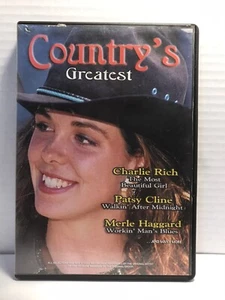 Country's
Greatest
Charlie Rich
The Most
Beautiful Girl
Patsy Cline
Walkin' After Midnight
Merle Haggard
Workin' Man's Blues